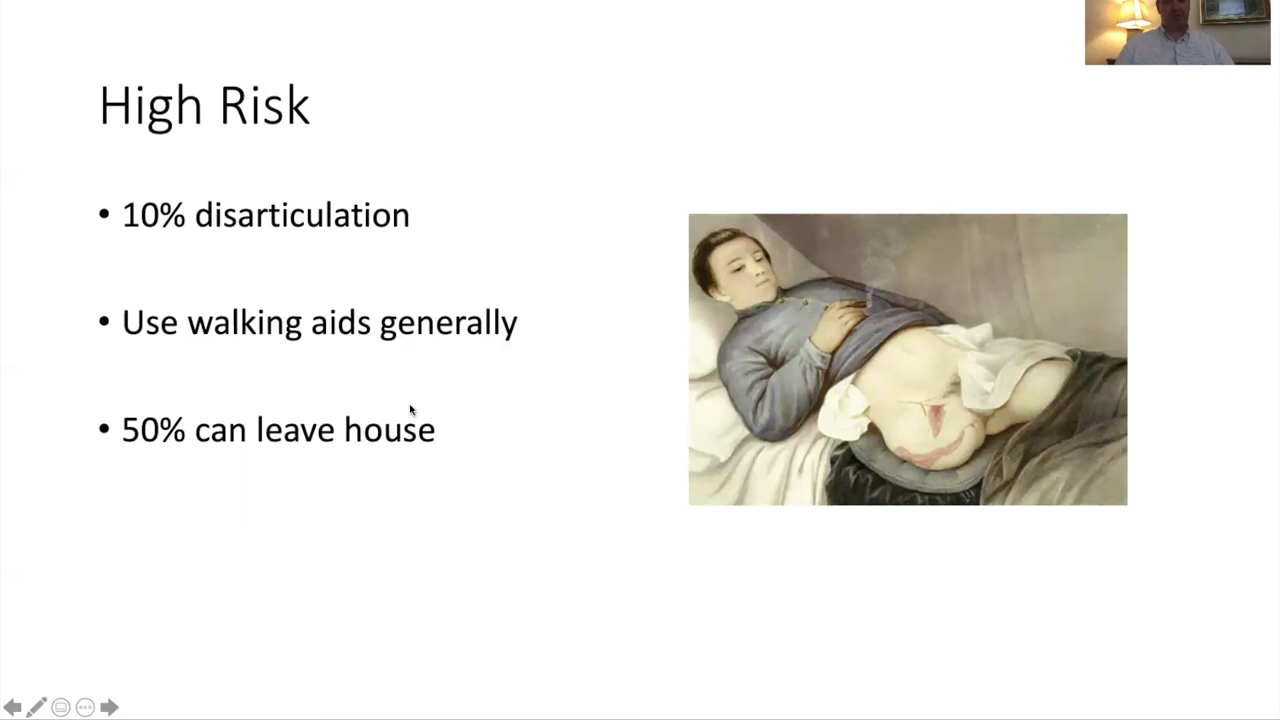 High Risk
• 10% disarticulation
• Use walking aids generally
• 50% can leave house